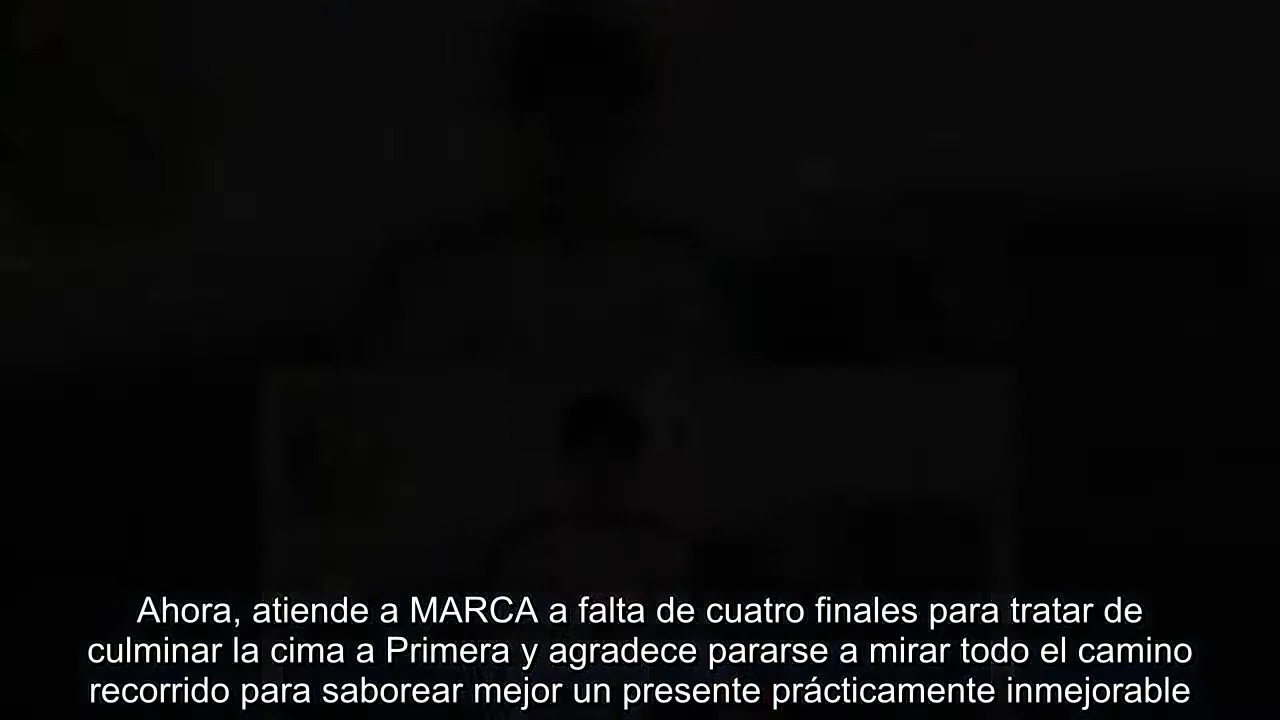 Ahora, atiende a MARCA a falta de cuatro finales para tratar de
culminar la cima a Primera y agradece pararse a mirar todo el camino
recorrido para saborear mejor un presente prácticamente inmejorable